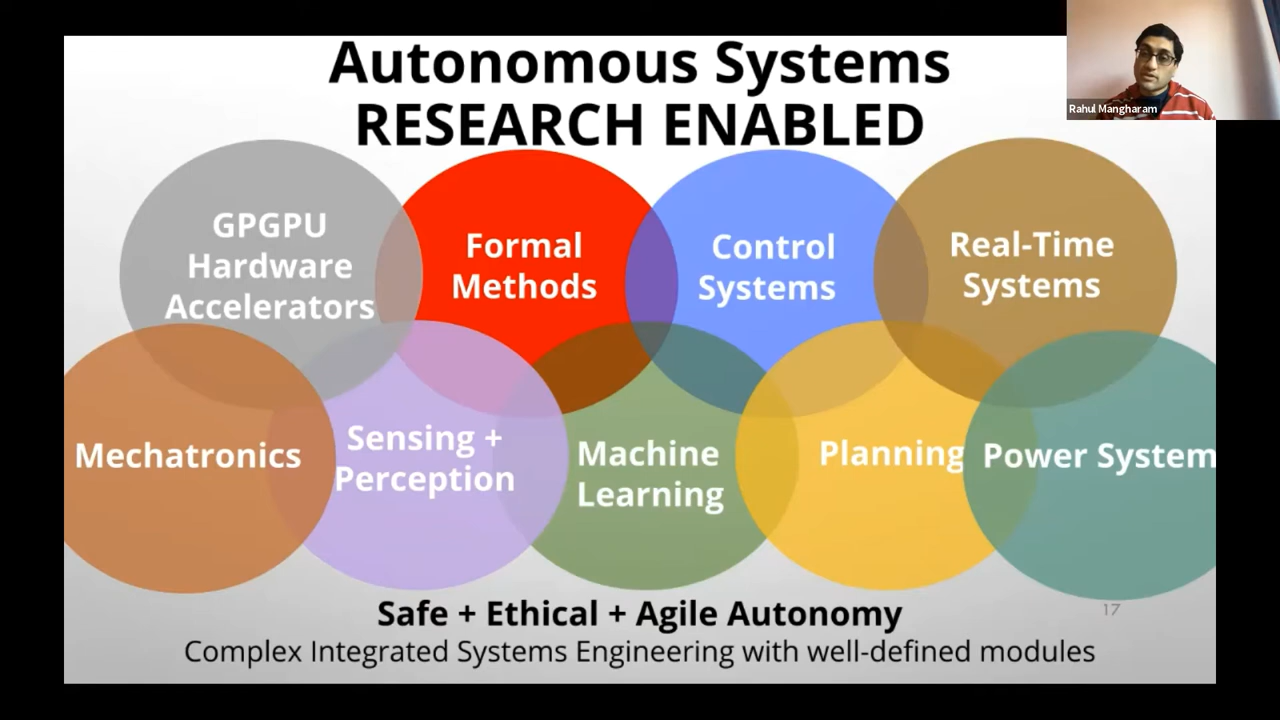 Autonomous Systems
RESEARCH ENABLED
Rahul Mangharam
GPGPU
Hardware
Accelerators
Formal
Methods
Control
Systems
Real-Time
Systems
Mechatronics
Sensing +
Perception
Machine
Learning
Planning
Power System
Safe + Ethical + Agile Autonomy
17
Complex Integrated Systems Engineering with well-defined modules